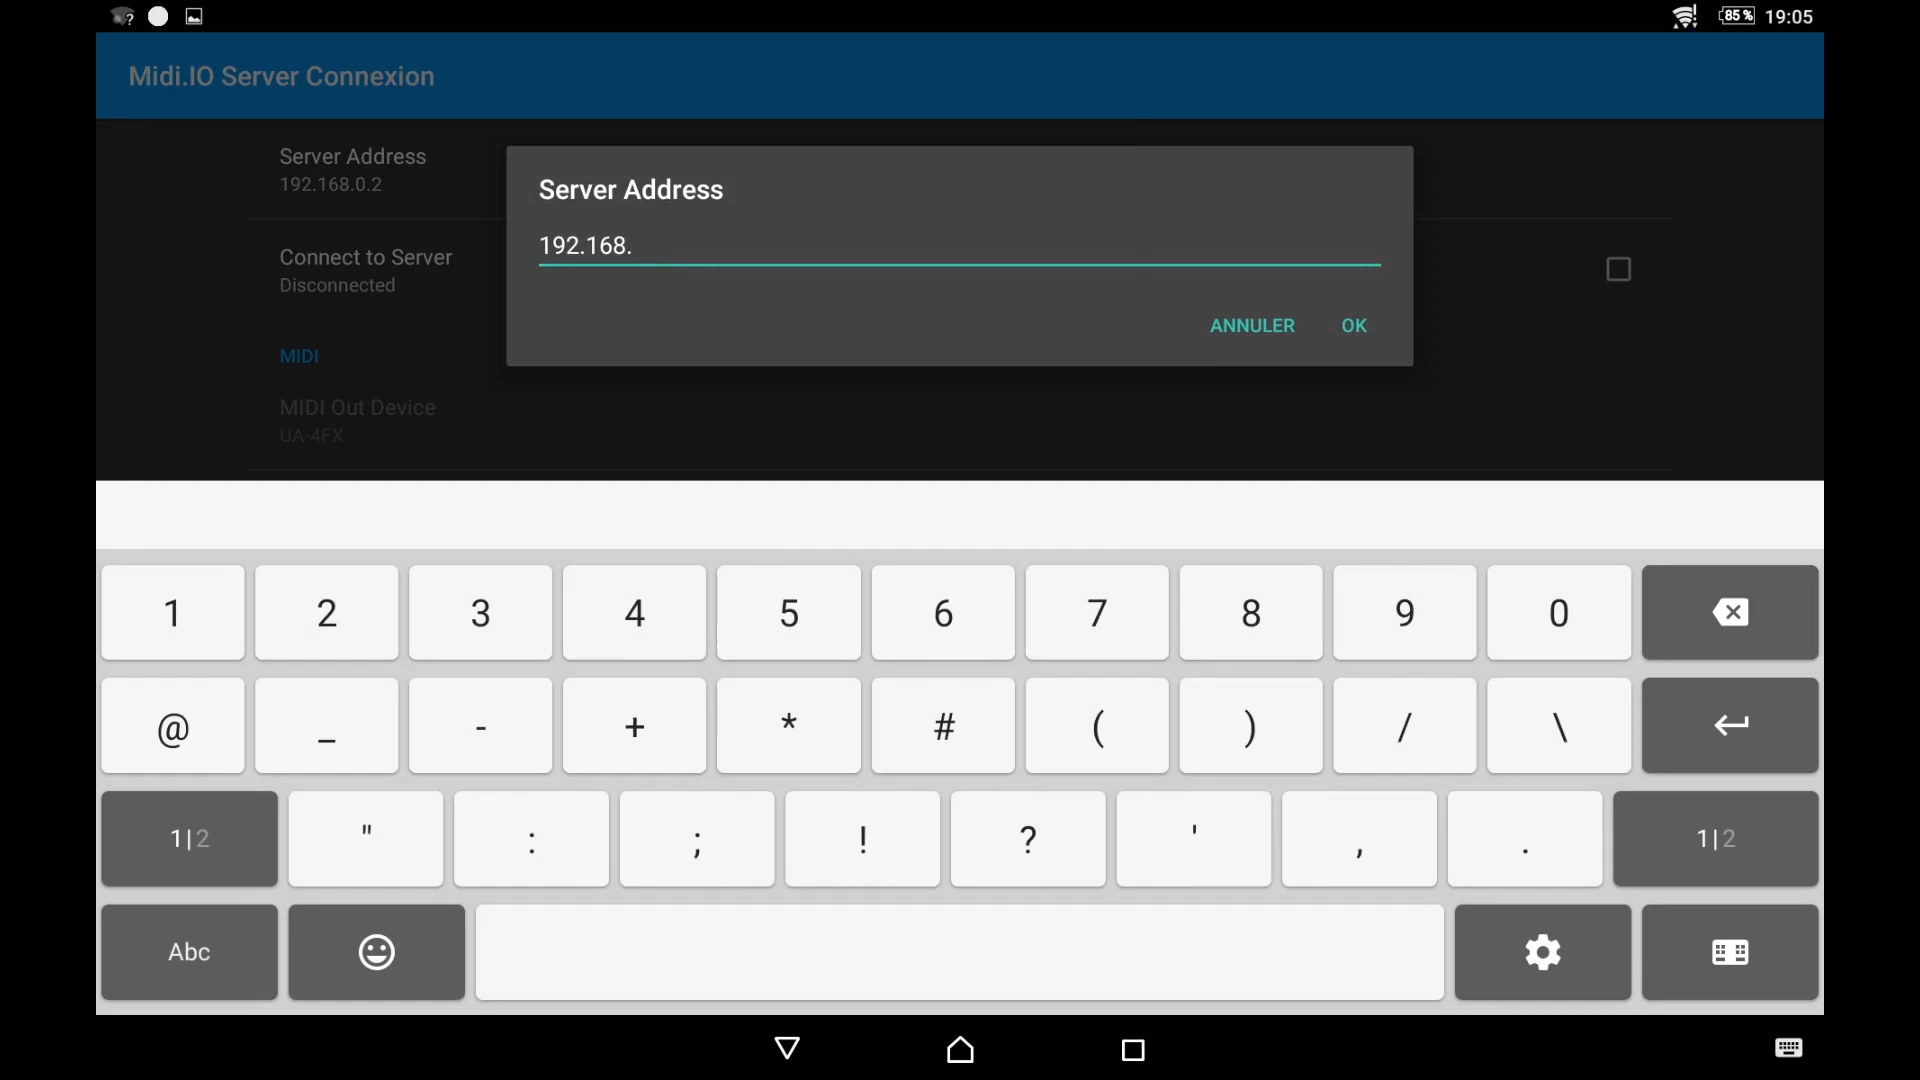 85 % 19:05
Midi.IO Server Connexion
Server Address
192.168.0.2
Server Address
192.168.
Connect to Server
Disconnected
ANNULER OK
MIDI
MIDI Out Device
UA-4FX
1 2 3 4 5 6 7 8 9 0
@ _ - + * # ( ) / \
1|2 " : ; ! ? ' , . 1|2
Abc